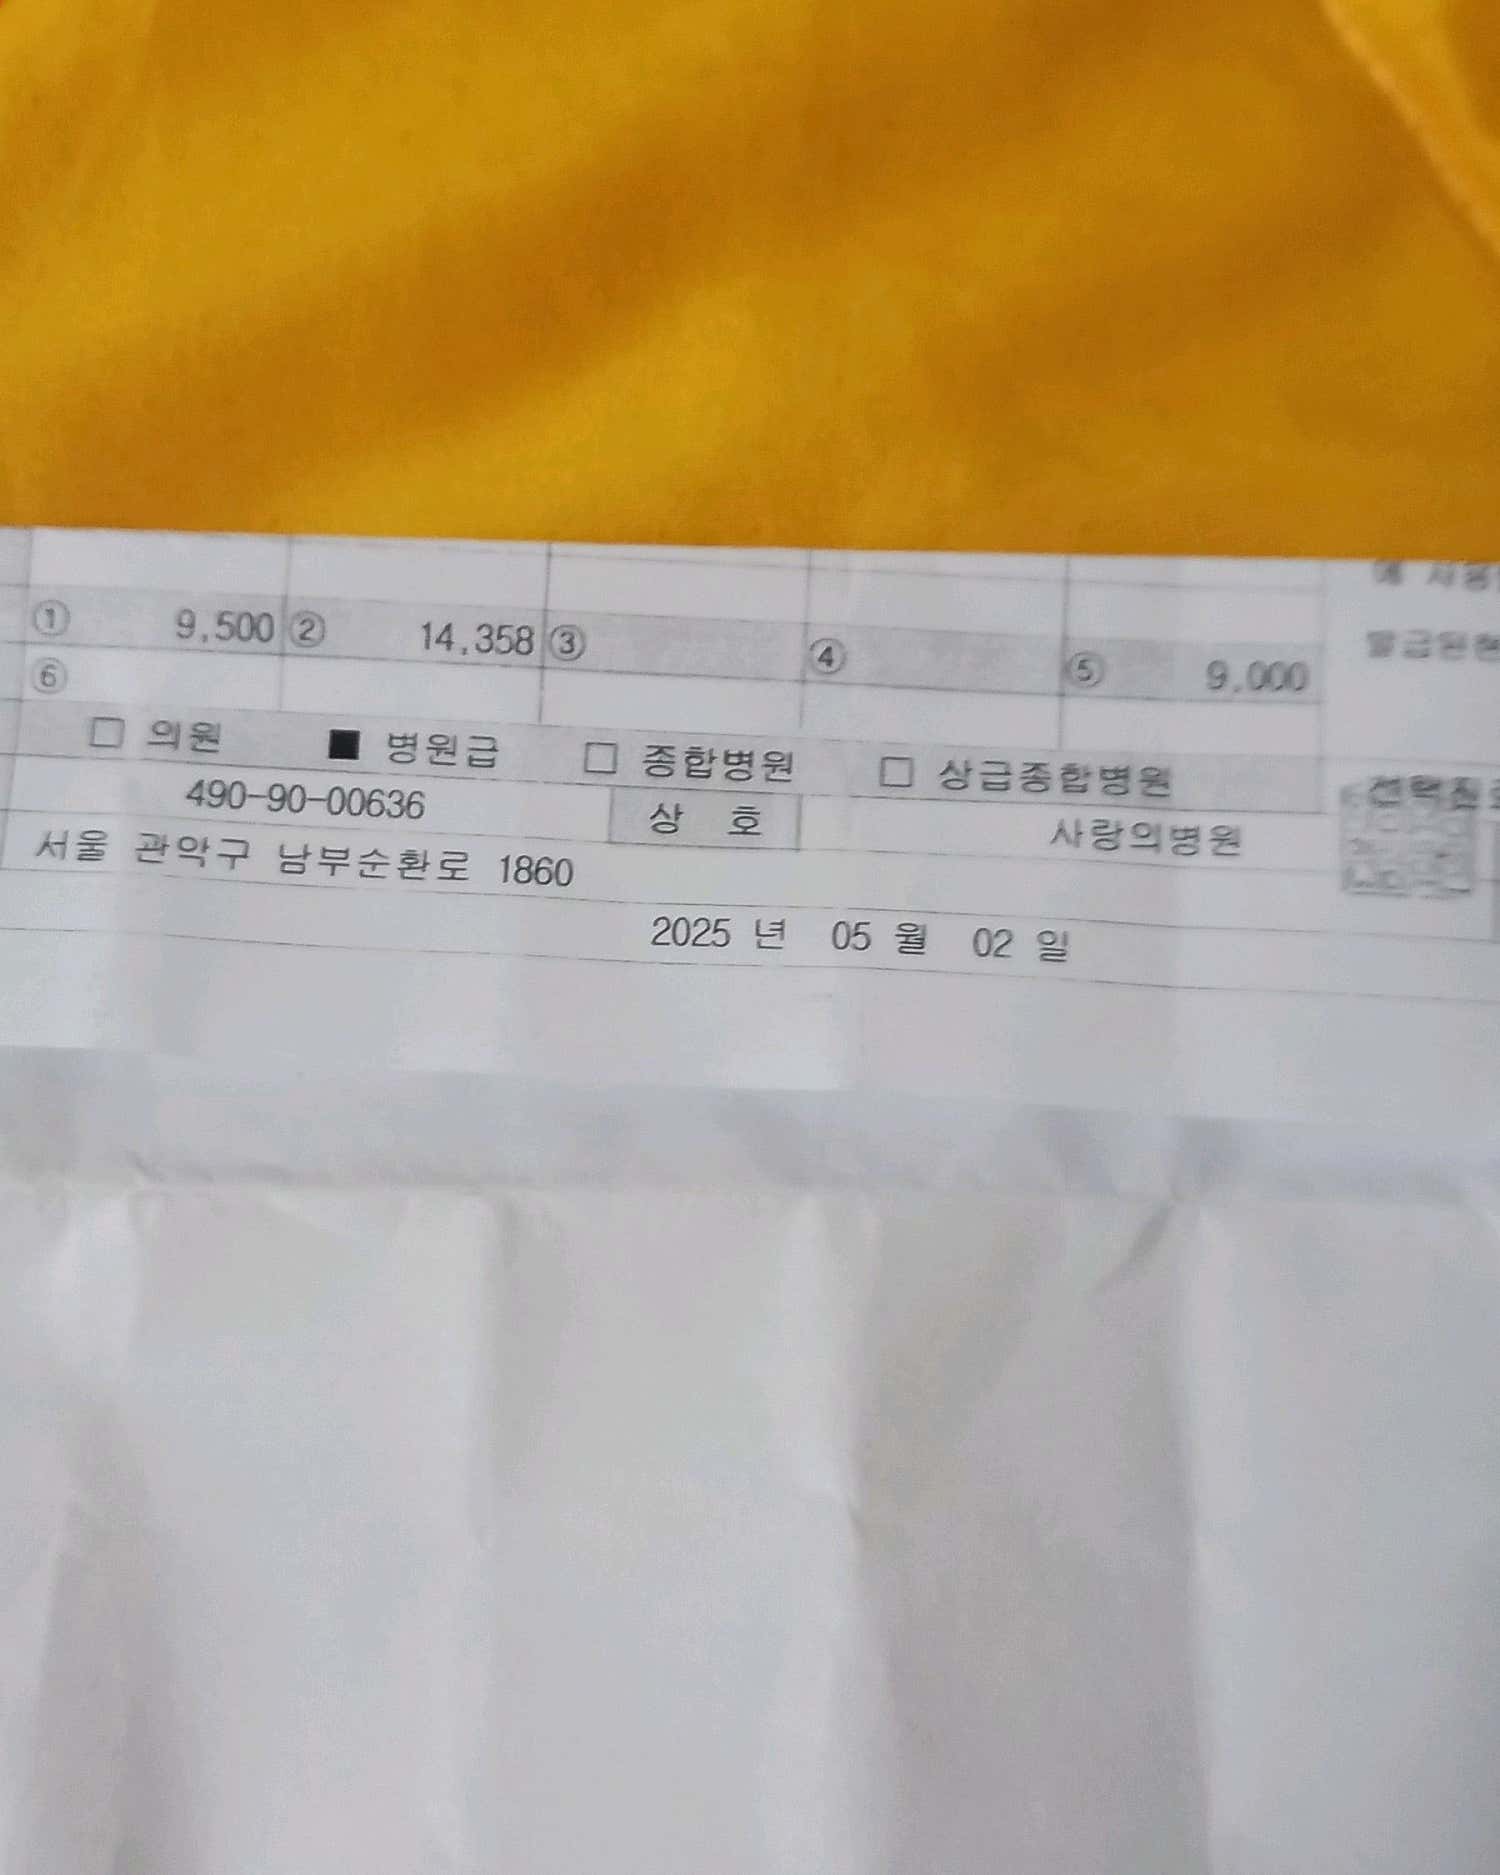 ① 9,500 ② 14,358 ③ ④ ⑤ 9,000
⑥
□ 의원 ■ 병원급 □ 종합병원 □ 상급종합병원
490-90-00636 상 호 사랑의병원
서울 관악구 남부순환로 1860
2025 년 05 월 02 일